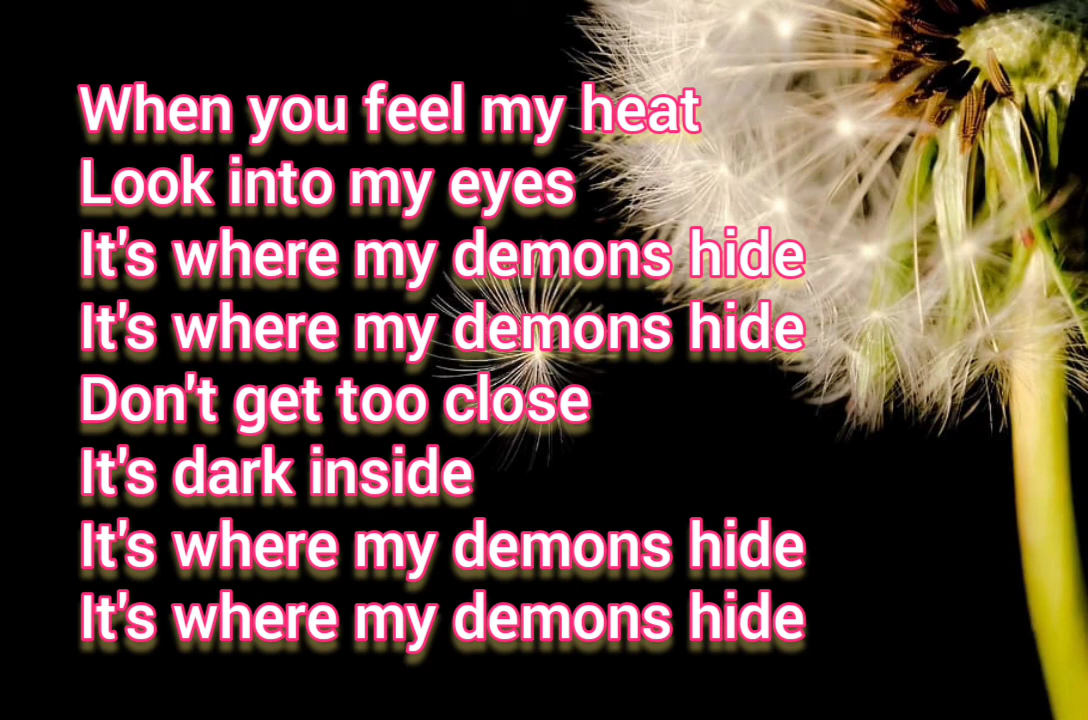 When you feel my heat
Look into my eyes
It's where my demons hide
It's where my demons hide
Don't get too close
It's dark inside
It's where my demons hide
It's where my demons hide